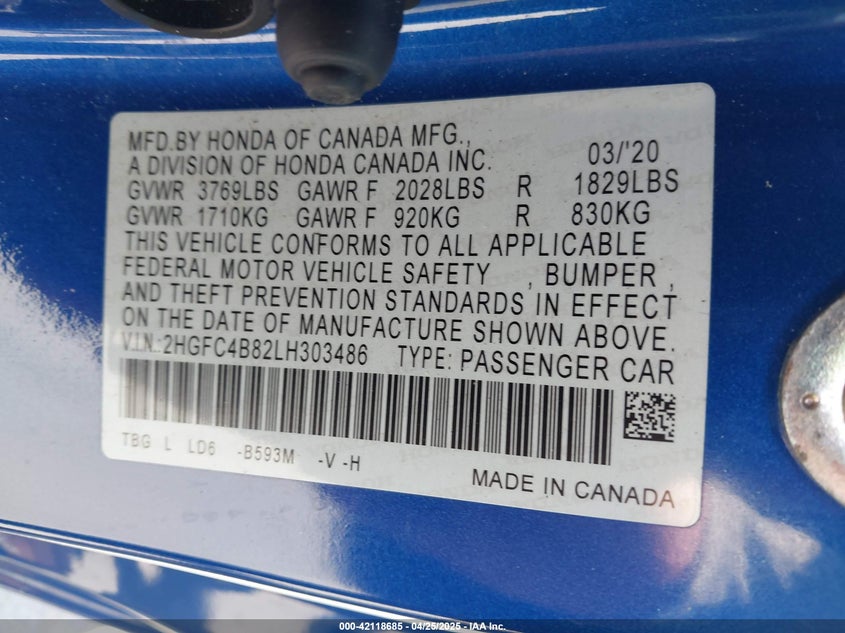 MFD.BY HONDA OF CANADA MFG.,
A DIVISION OF HONDA CANADA INC. 03/'20
GVWR 3769LBS GAWR F 2028LBS R 1829LBS
GVWR 1710KG GAWR F 920KG R 830KG
THIS VEHICLE CONFORMS TO ALL APPLICABLE
FEDERAL MOTOR VEHICLE SAFETY , BUMPER ,
AND THEFT PREVENTION STANDARDS IN EFFECT
ON THE DATE OF MANUFACTURE SHOWN ABOVE.
V.I.N.:2HGFC4B82LH303486 TYPE: PASSENGER CAR
TBG L LD6 -B593M -V -H
MADE IN CANADA
000-42118685 - 04/25/2025 - IAA Inc.